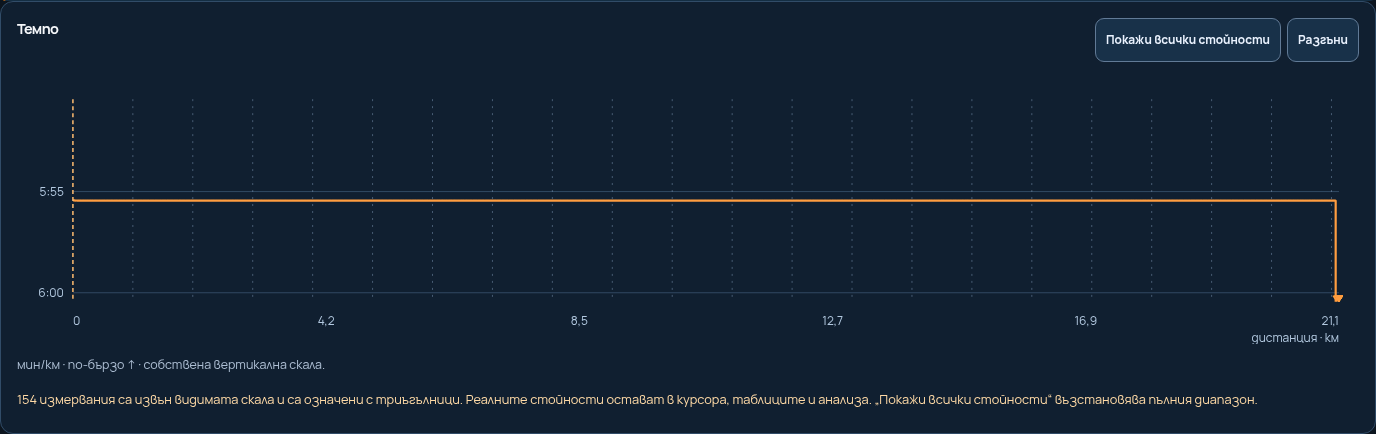 Темпо
Покажи всички стойности
Разгъни
5:55
6:00
0
4,2
8,5
12,7
16,9
21,1
дистанция · км
мин/км · по-бързо ↑ · собствена вертикална скала.
154 измервания са извън видимата скала и са означени с триъгълници. Реалните стойности остават в курсора, таблиците и анализа. „Покажи всички стойности“ възстановява пълния диапазон.